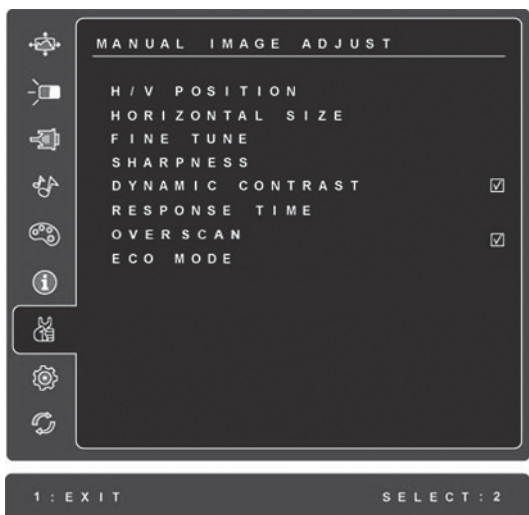 MANUAL IMAGE ADJUST
H/V POSITION
HORIZONTAL SIZE
FINE TUNE
SHARPNESS
DYNAMIC CONTRAST
RESPONSE TIME
OVERSCAN
ECO MODE
1:EXIT
SELECT:2